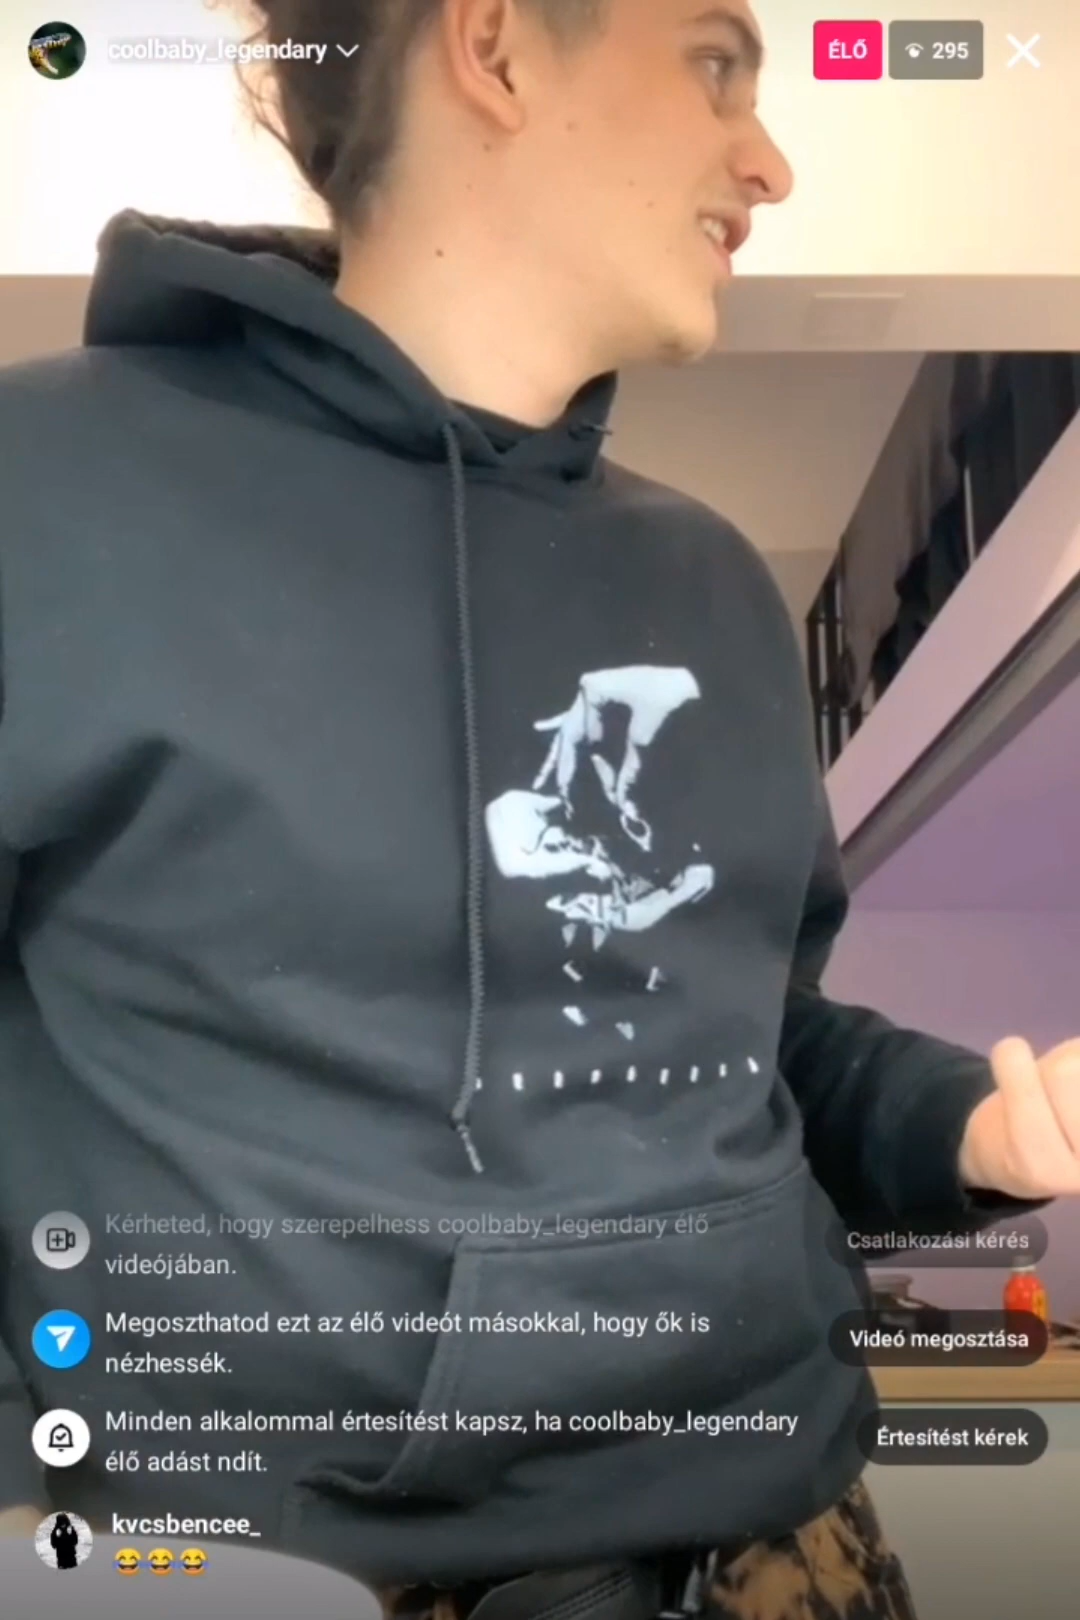 coolbaby_legendary
ÉLŐ
295
Kérheted, hogy szerepelhess coolbaby_legendary élő
videójában.
Csatlakozási kérés
Megoszthatod ezt az élő videót másokkal, hogy ők is
nézhessék.
Videó megosztása
Minden alkalommal értesítést kapsz, ha coolbaby_legendary
élő adást ndít.
Értesítést kérek
kvcsbencee_
😂😂😂